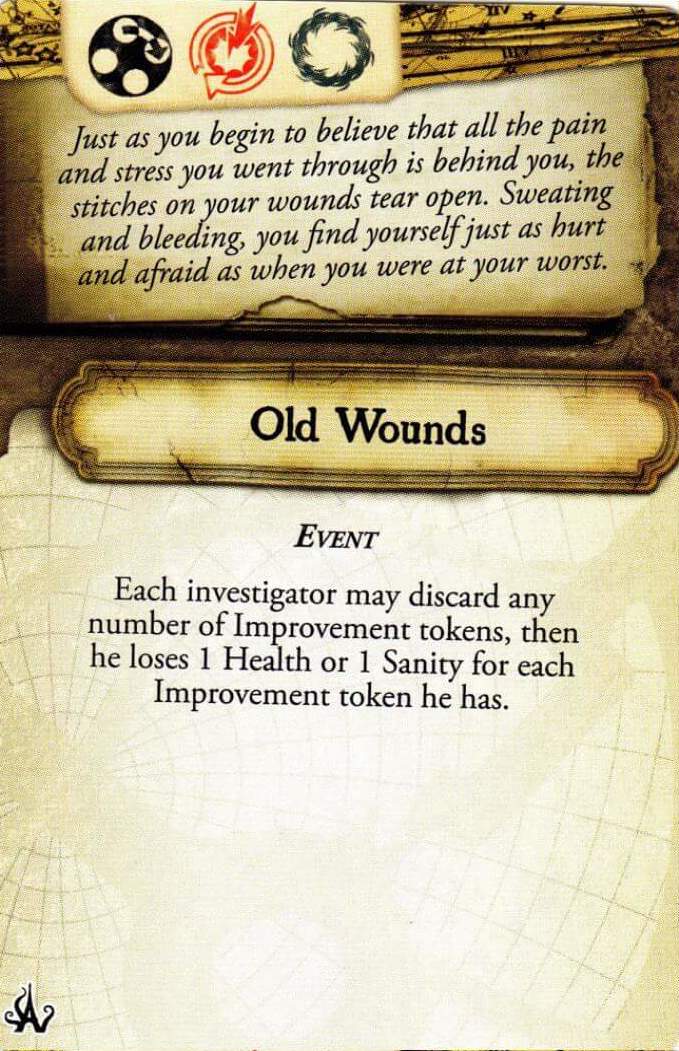 Just as you begin to believe that all the pain
and stress you went through is behind you, the
stitches on your wounds tear open. Sweating
and bleeding, you find yourself just as hurt
and afraid as when you were at your worst.
Old Wounds
Event
Each investigator may discard any
number of Improvement tokens, then
he loses 1 Health or 1 Sanity for each
Improvement token he has.